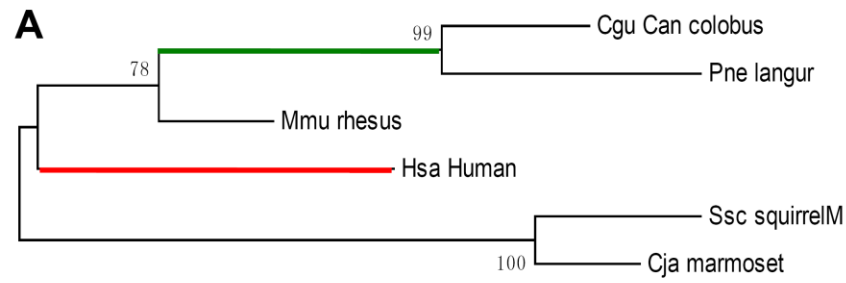 A
99
Cgu Can colobus
78
Pne langur
Mmu rhesus
Hsa Human
Ssc squirrelM
100
Cja marmoset